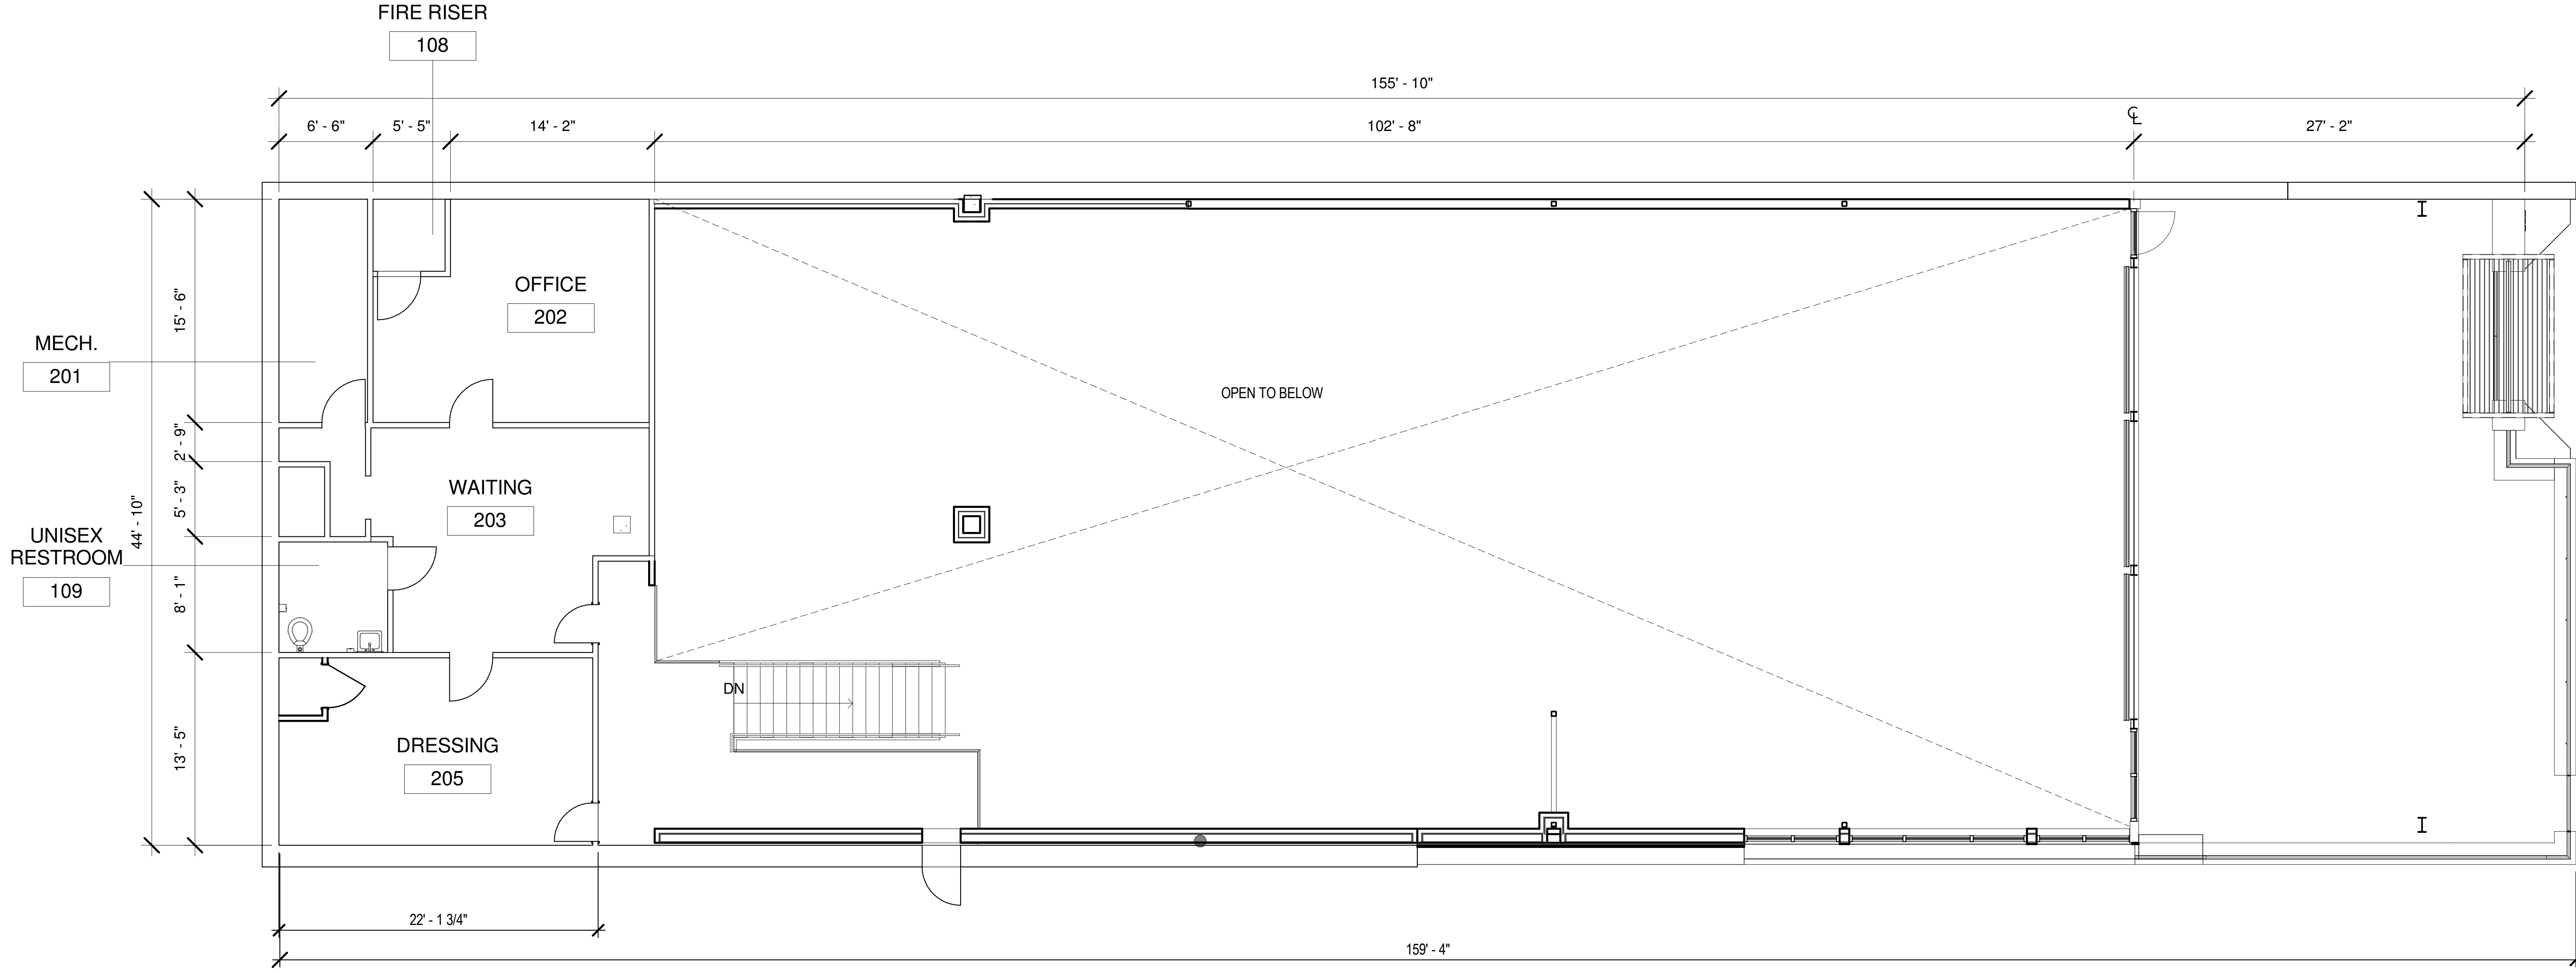 FIRE RISER
108
155' - 10"
6' - 6"
5' - 5"
14' - 2"
102' - 8"
℄
27' - 2"
15' - 6"
OFFICE
202
MECH.
201
OPEN TO BELOW
2' - 9"
WAITING
203
5' - 3"
44' - 10"
UNISEX
RESTROOM
109
8' - 1"
DN
13' - 5"
DRESSING
205
22' - 1 3/4"
159' - 4"